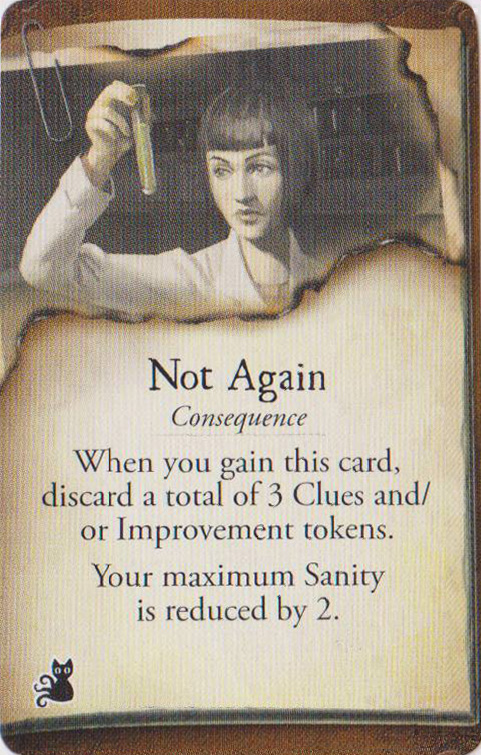 Not Again
Consequence
When you gain this card,
discard a total of 3 Clues and/
or Improvement tokens.
Your maximum Sanity
is reduced by 2.